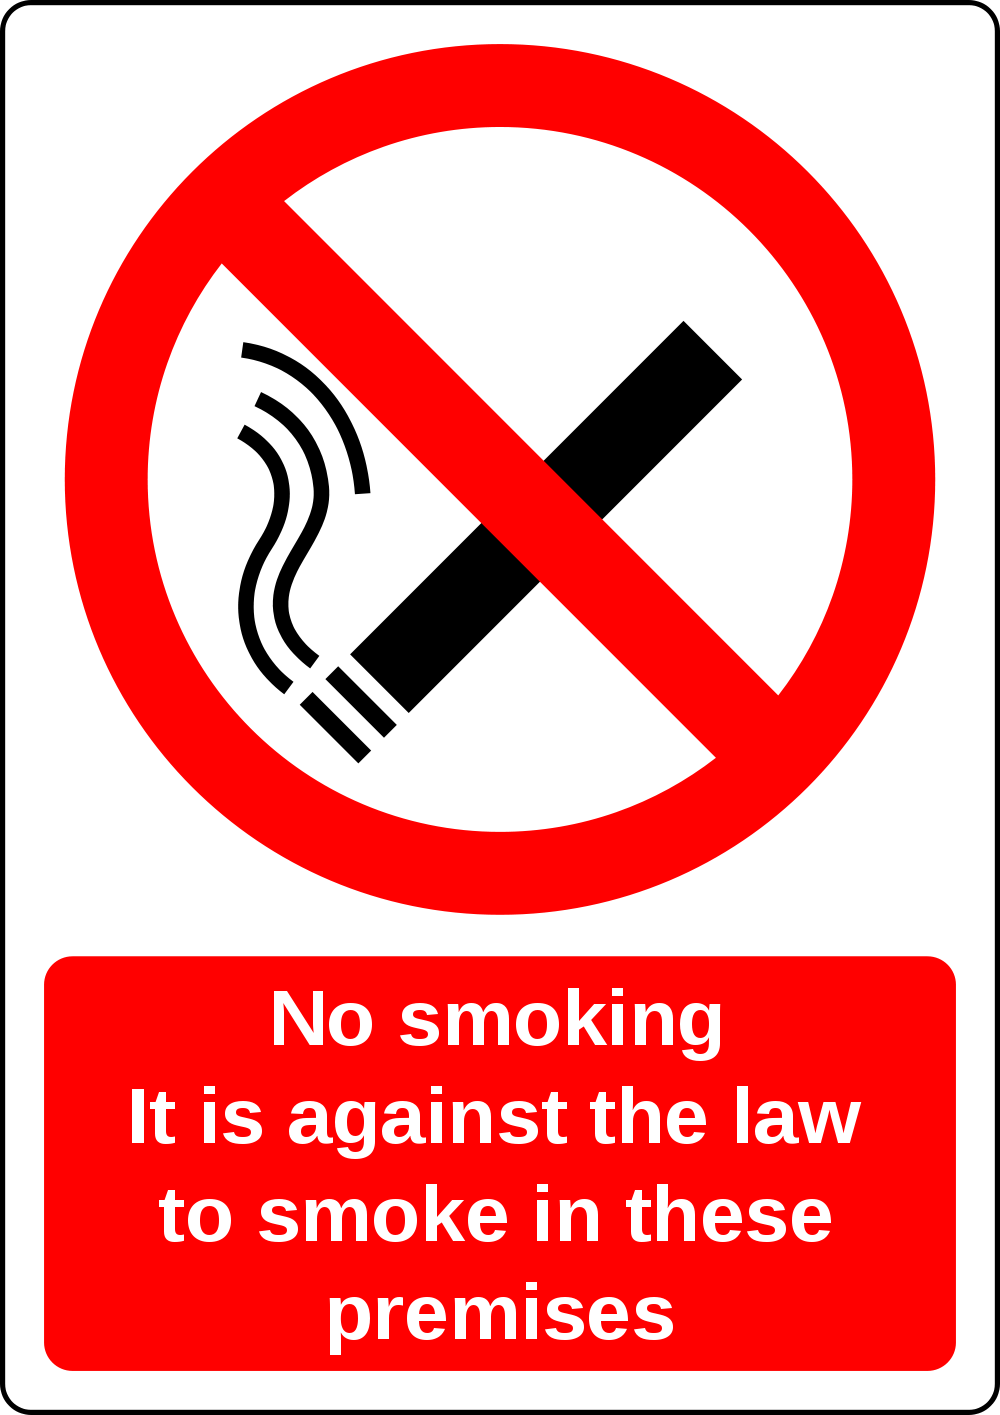 No smoking
It is against the law
to smoke in these
premises